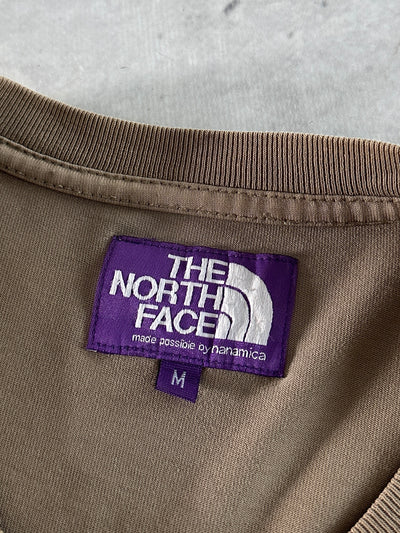 THE
NORTH
FACE
made possible by nanamica
M